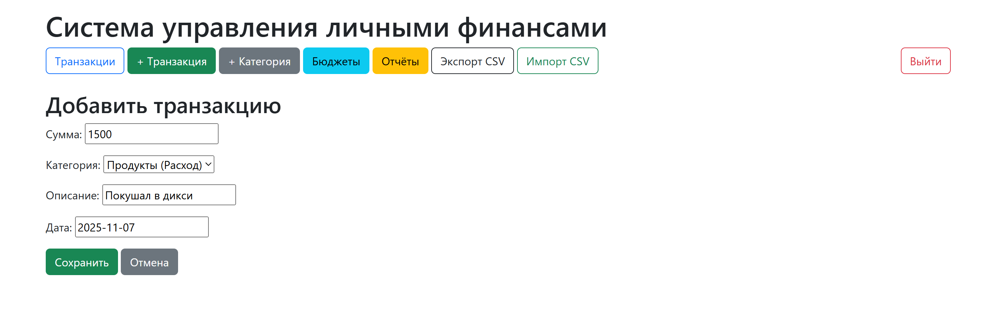 Система управления личными финансами
Транзакции + Транзакция + Категория Бюджеты Отчёты Экспорт CSV Импорт CSV Выйти
Добавить транзакцию
Сумма: 1500
Категория: Продукты (Расход)
Описание: Покушал в дикси
Дата: 2025-11-07
Сохранить Отмена